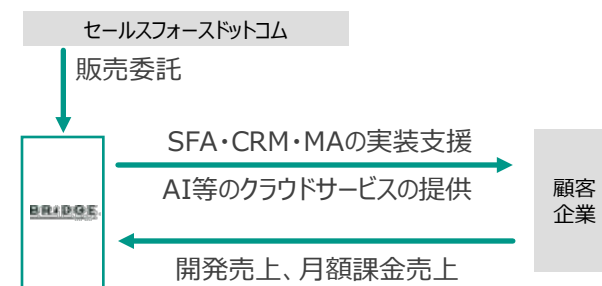 セールスフォースドットコム
販売委託
SFA・CRM・MAの実装支援
AI等のクラウドサービスの提供
BRIDGE
顧客
企業
開発売上、月額課金売上